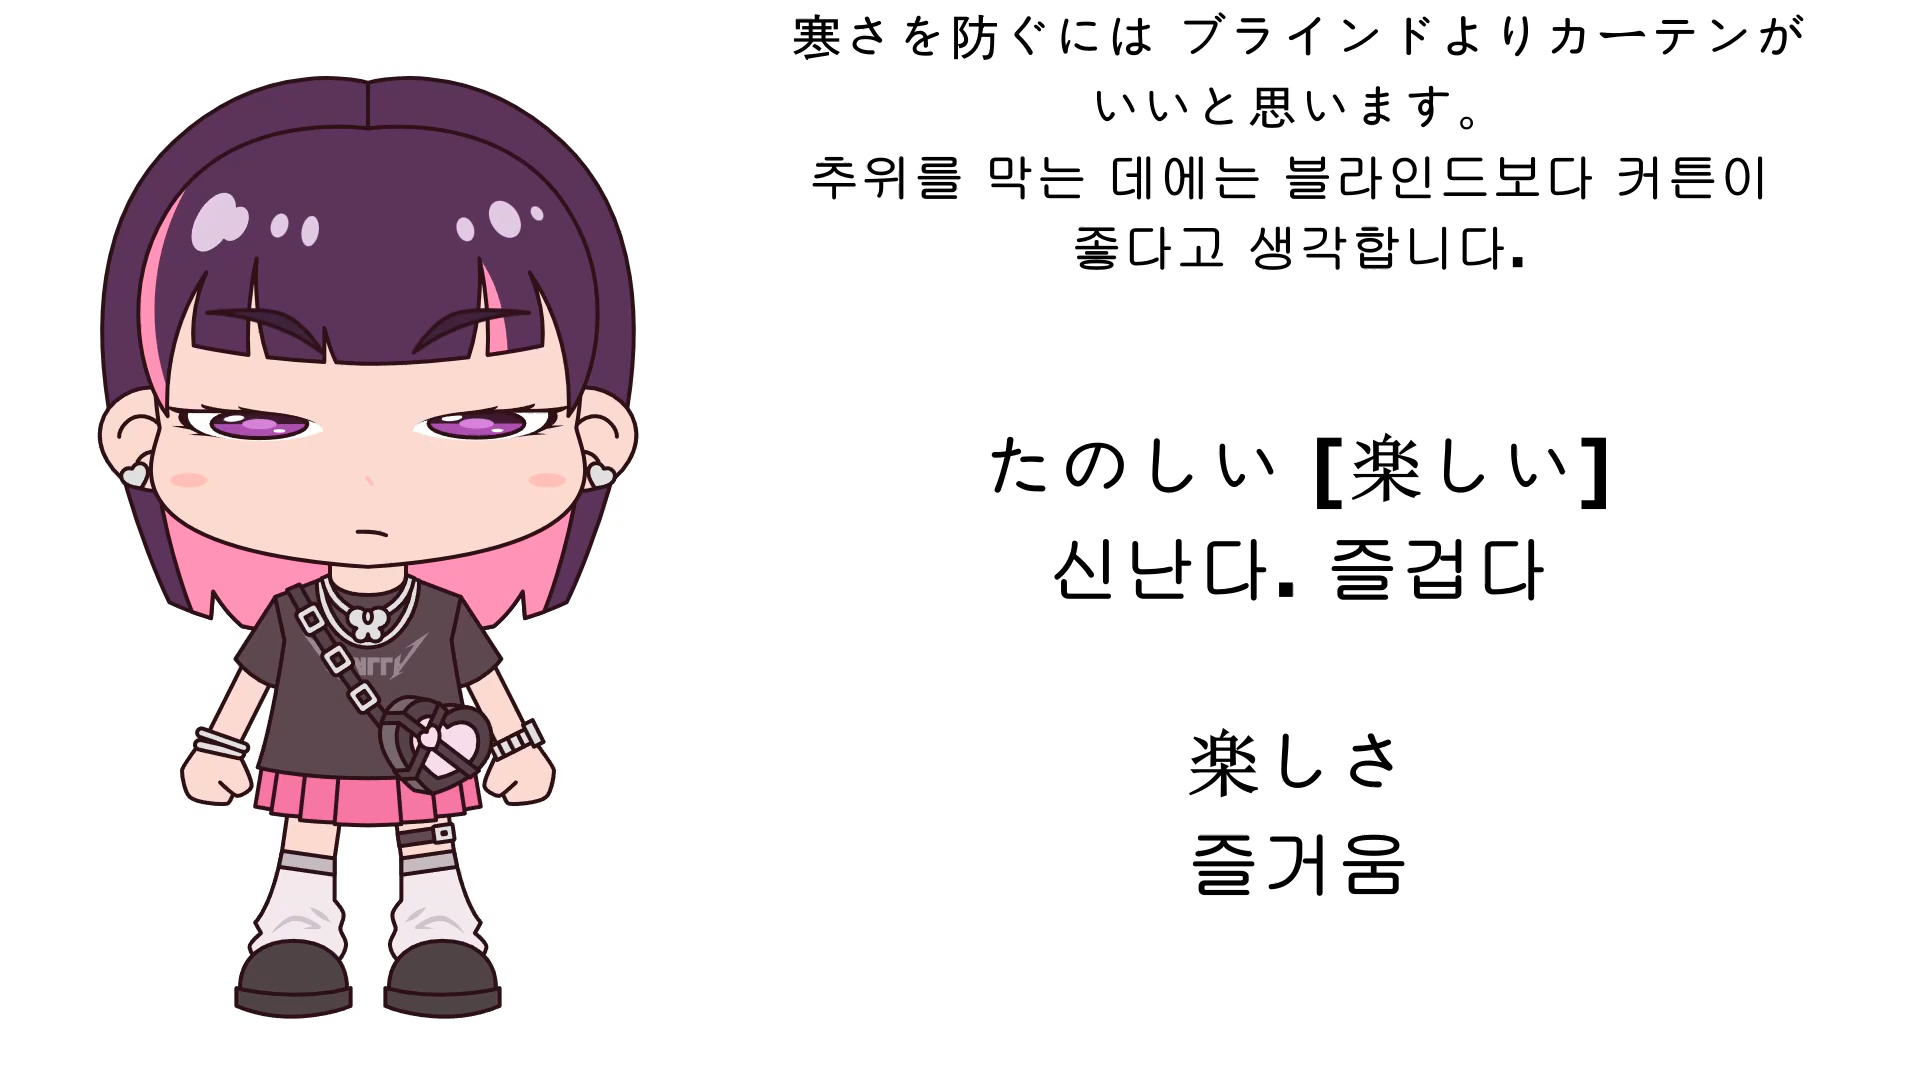 寒さを防ぐには ブラインドよりカーテンが
いいと思います。
추위를 막는 데에는 블라인드보다 커튼이
좋다고 생각합니다.
たのしい [楽しい]
신난다. 즐겁다
楽しさ
즐거움